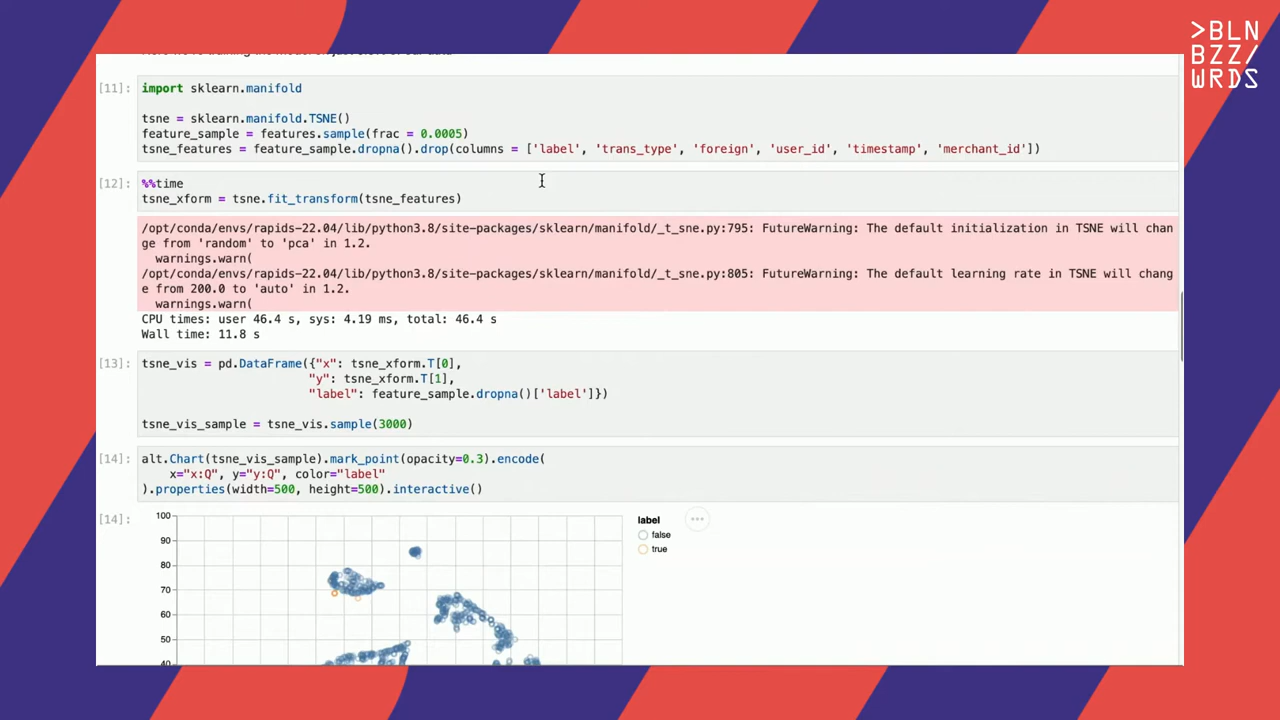 >BLN
BZZ/
WRDS
[11]:
import sklearn.manifold
tsne = sklearn.manifold.TSNE()
feature_sample = features.sample(frac = 0.0005)
tsne_features = feature_sample.dropna().drop(columns = ['label', 'trans_type', 'foreign', 'user_id', 'timestamp', 'merchant_id'])
[12]:
%%time
tsne_xform = tsne.fit_transform(tsne_features)
/opt/conda/envs/rapids-22.04/lib/python3.8/site-packages/sklearn/manifold/_t_sne.py:795: FutureWarning: The default initialization in TSNE will chan
ge from 'random' to 'pca' in 1.2.
warnings.warn(
/opt/conda/envs/rapids-22.04/lib/python3.8/site-packages/sklearn/manifold/_t_sne.py:805: FutureWarning: The default learning rate in TSNE will chang
e from 200.0 to 'auto' in 1.2.
warnings.warn(
CPU times: user 46.4 s, sys: 4.19 ms, total: 46.4 s
Wall time: 11.8 s
[13]:
tsne_vis = pd.DataFrame({"x": tsne_xform.T[0],
"y": tsne_xform.T[1],
"label": feature_sample.dropna()['label']})
tsne_vis_sample = tsne_vis.sample(3000)
[14]:
alt.Chart(tsne_vis_sample).mark_point(opacity=0.3).encode(
x="x:Q", y="y:Q", color="label"
).properties(width=500, height=500).interactive()
[14]:
100
90
80
70
60
50
40
label
false
true